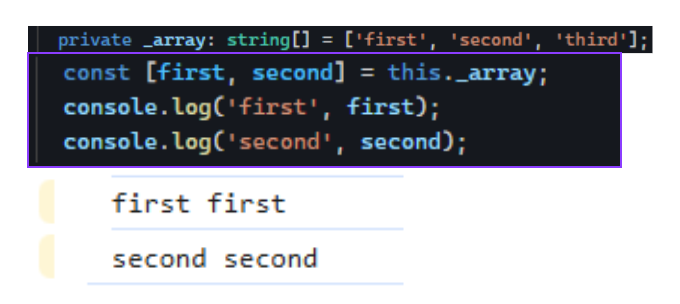 private _array: string[] = ['first', 'second', 'third'];
const [first, second] = this._array;
console.log('first', first);
console.log('second', second);
first first
second second